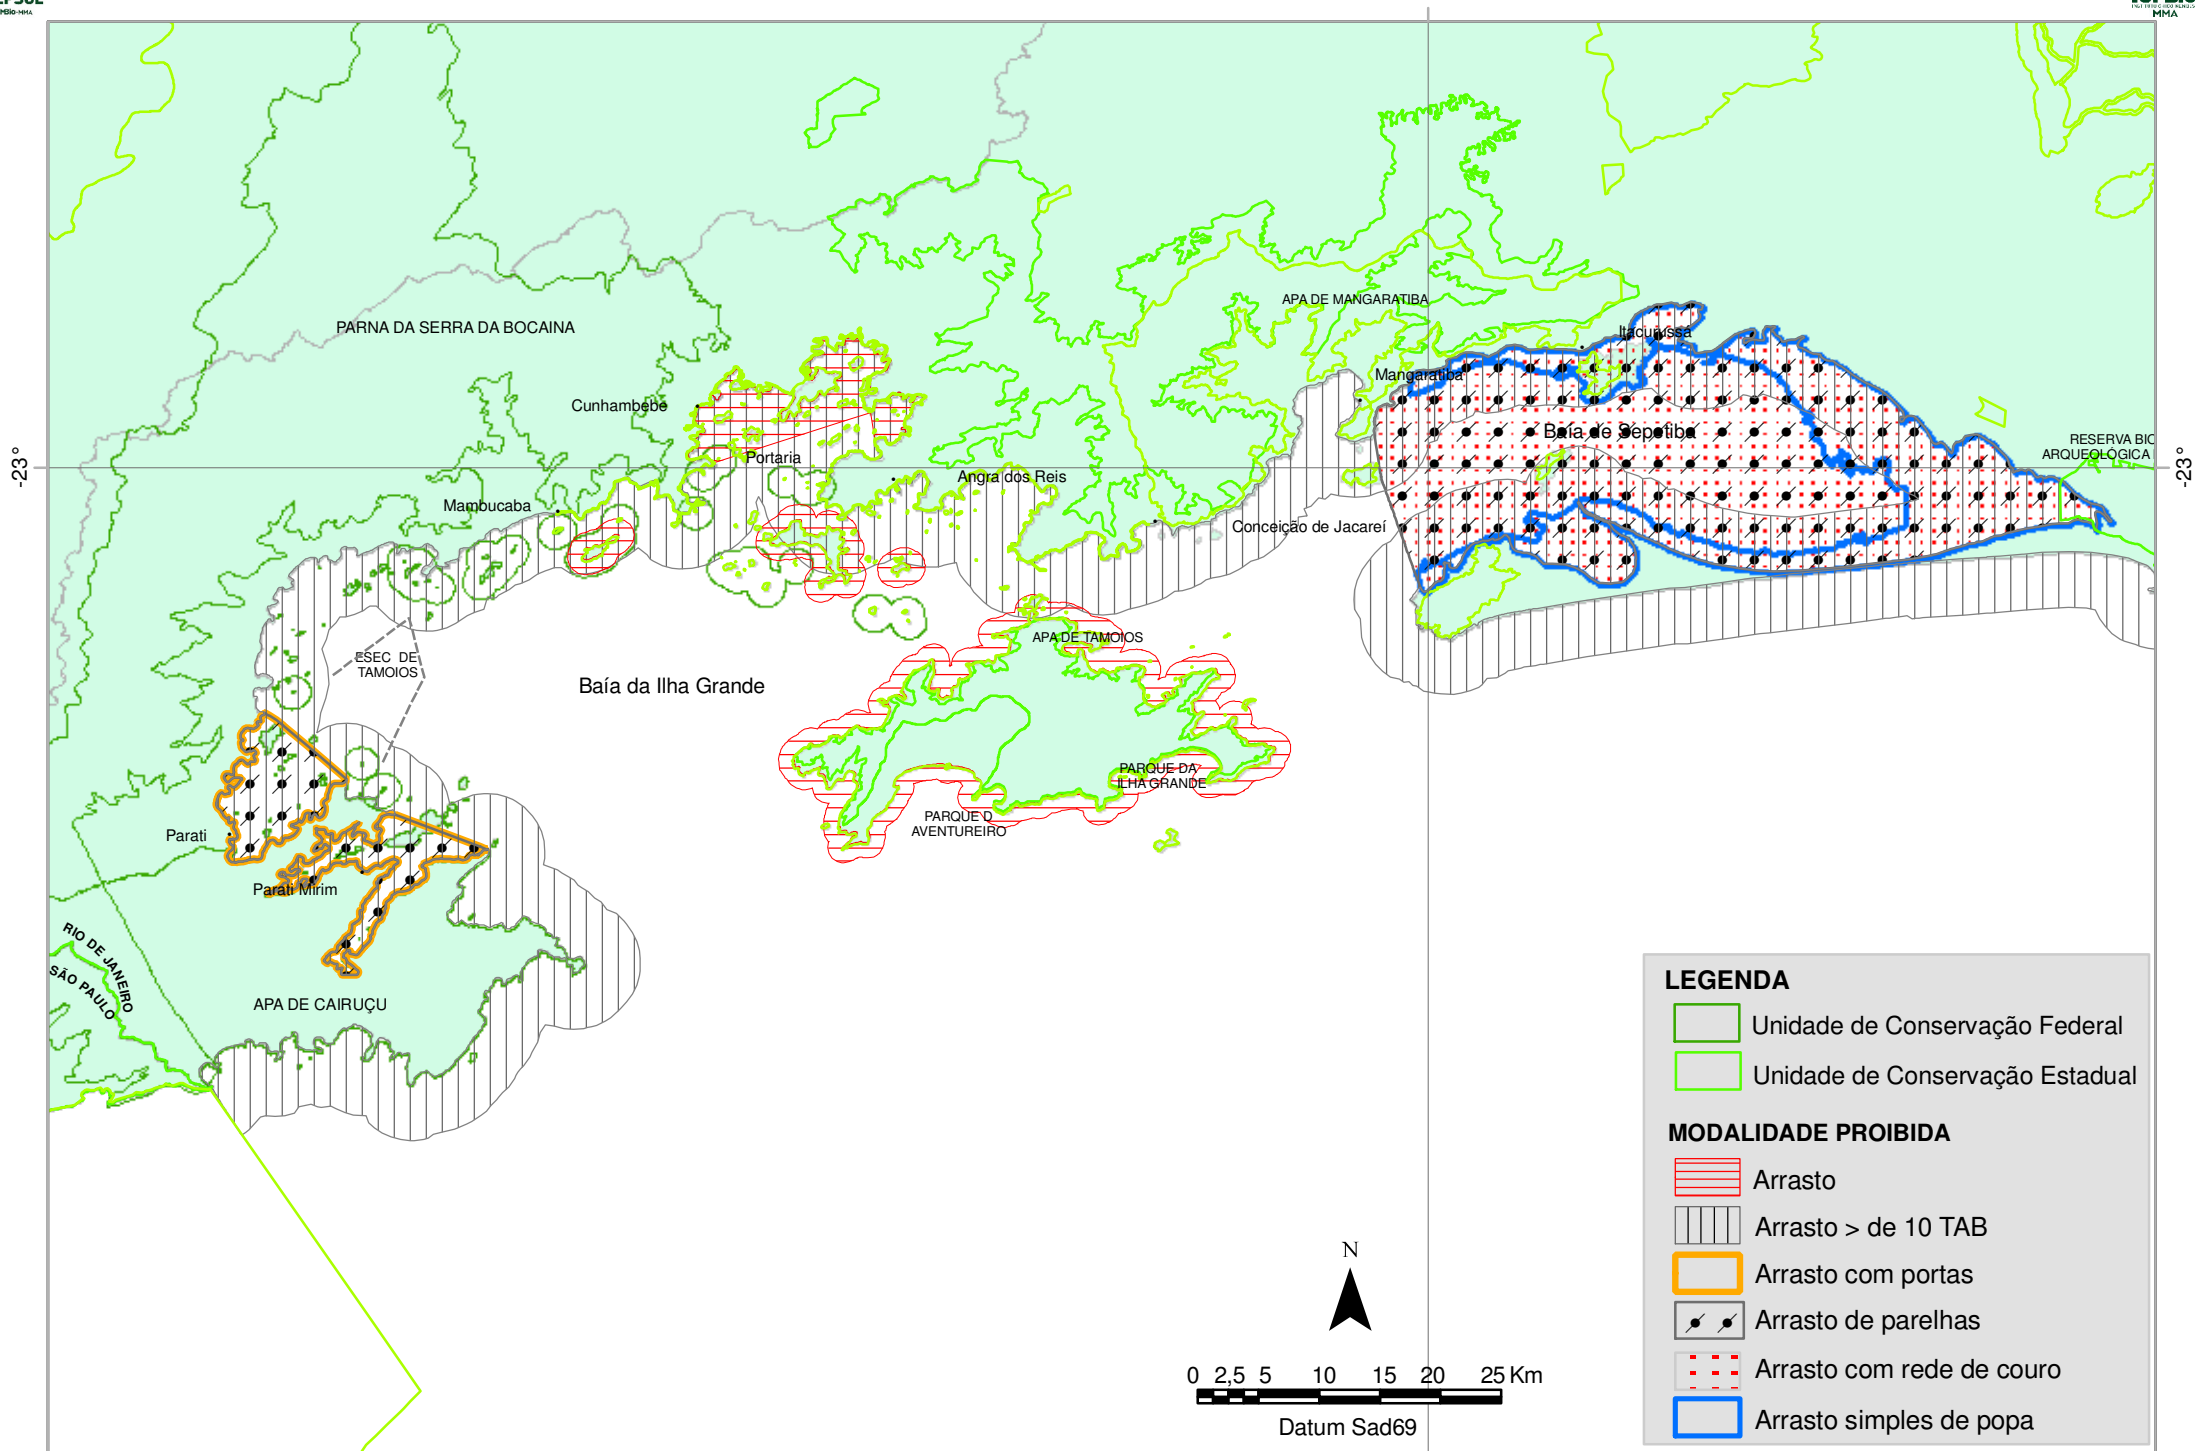 MMA
-23°
-23°
PARNA DA SERRA DA BOCAINA
APA DE MANGARATIBA
Itacurussá
Mangaratiba
Cunhambebe
Baía de Sepetiba
RESERVA BIO
ARQUEOLÓGICA
Portaria
Angra dos Reis
Mambucaba
Conceição de Jacareí
APA DE TAMOIOS
ESEC DE
TAMOIOS
Baía da Ilha Grande
PARQUE DA
ILHA GRANDE
PARQUE D
AVENTUREIRO
Parati
Parati Mirim
RIO DE JANEIRO
SÃO PAULO
APA DE CAIRUÇU
LEGENDA
Unidade de Conservação Federal
Unidade de Conservação Estadual
MODALIDADE PROIBIDA
Arrasto
Arrasto > de 10 TAB
Arrasto com portas
Arrasto de parelhas
Arrasto com rede de couro
Arrasto simples de popa
N
0 2,5 5 10 15 20 25 Km
Datum Sad69